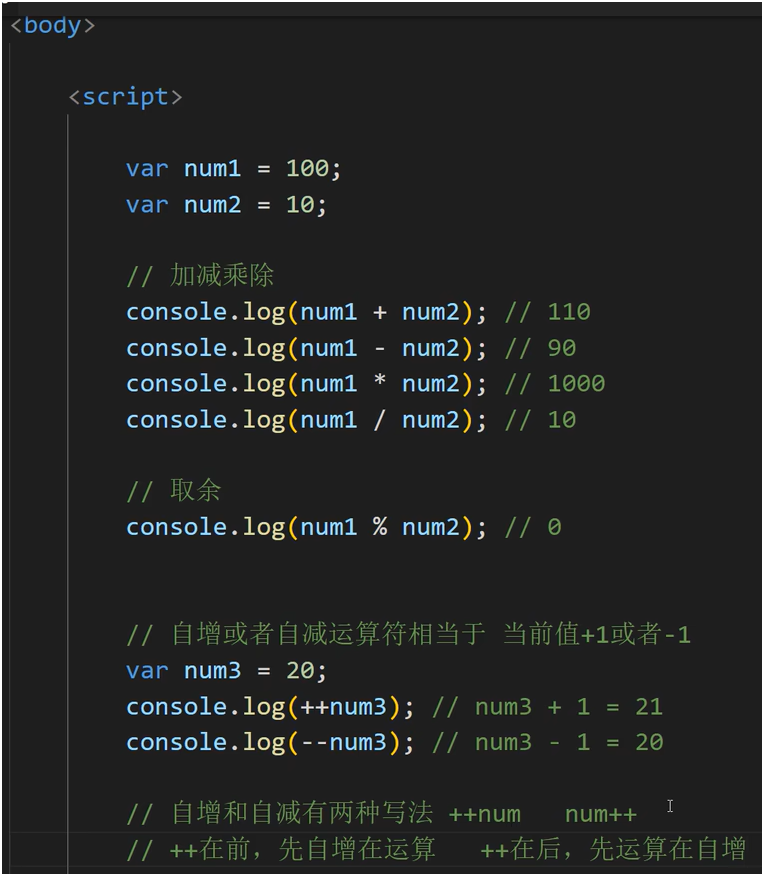 <body>
<script>
var num1 = 100;
var num2 = 10;
// 加减乘除
console.log(num1 + num2); // 110
console.log(num1 - num2); // 90
console.log(num1 * num2); // 1000
console.log(num1 / num2); // 10
// 取余
console.log(num1 % num2); // 0
// 自增或者自减运算符相当于 当前值+1或者-1
var num3 = 20;
console.log(++num3); // num3 + 1 = 21
console.log(--num3); // num3 - 1 = 20
// 自增和自减有两种写法 ++num   num++
// ++在前，先自增在运算   ++在后，先运算在自增